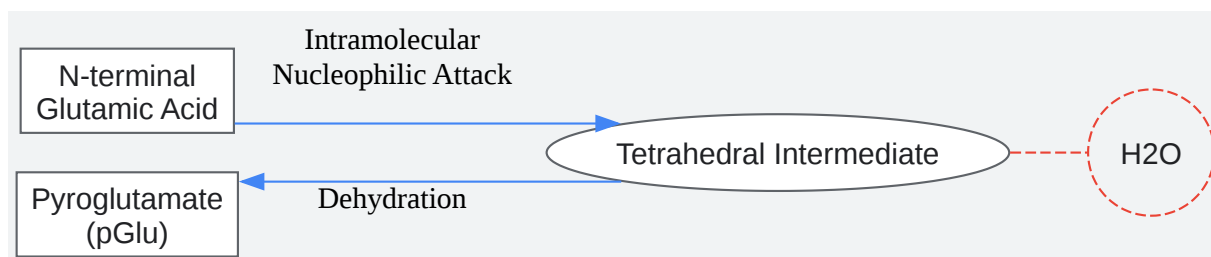 Intramolecular
Nucleophilic Attack
N-terminal
Glutamic Acid
Tetrahedral Intermediate
H2O
Pyroglutamate
(pGlu)
Dehydration